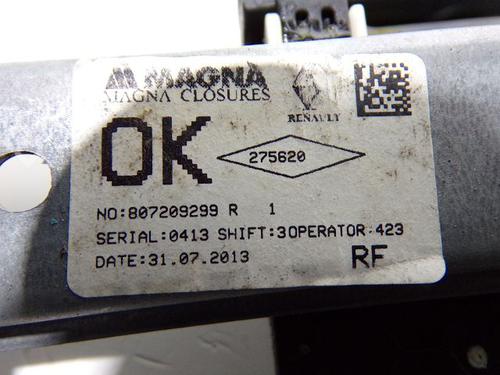 MAGNA
MAGNA CLOSURES
RENAULT
OK
275620
NO:807209299 R 1
SERIAL:0413 SHIFT:3OPERATOR:423
DATE:31.07.2013
RF